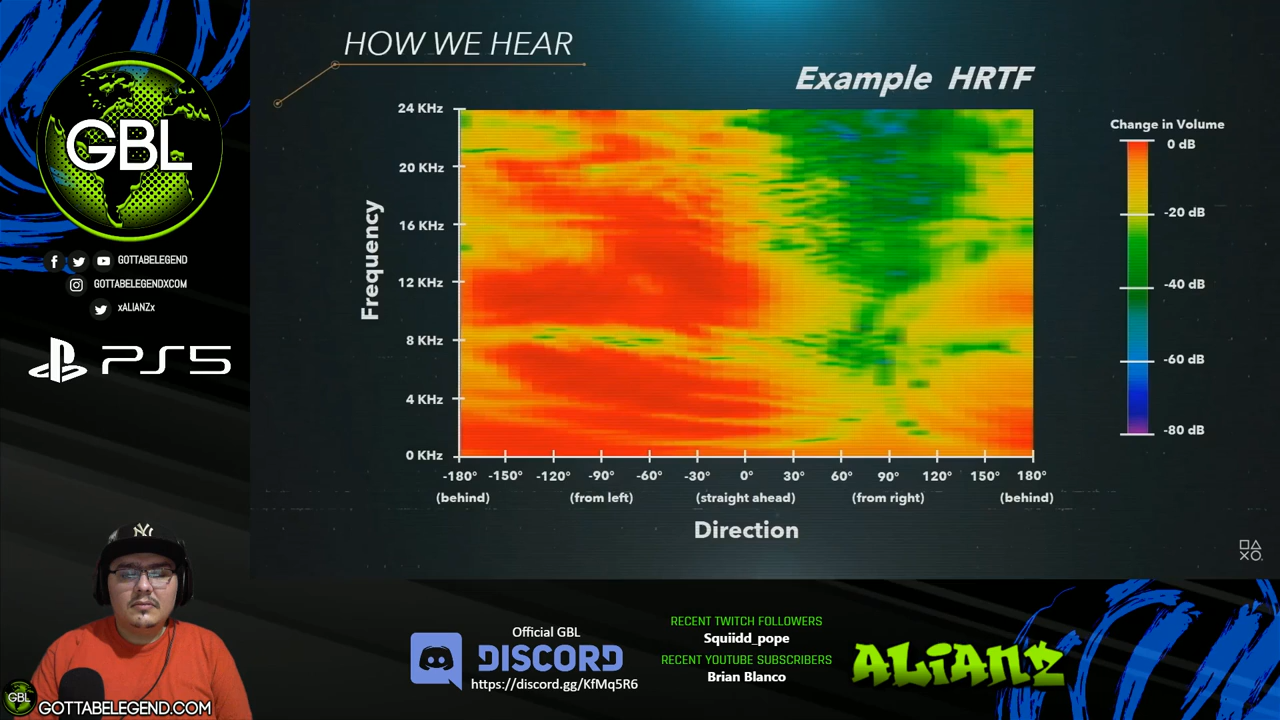 GBL
GOTTABELEGEND
GOTTABELEGENDXCOM
xALIANZx
PS5
HOW WE HEAR
Example HRTF
Frequency
24 KHz
20 KHz
16 KHz
12 KHz
8 KHz
4 KHz
0 KHz
-180° -150° -120° -90° -60° -30° 0° 30° 60° 90° 120° 150° 180°
(behind) (from left) (straight ahead) (from right) (behind)
Direction
Change in Volume
0 dB
-20 dB
-40 dB
-60 dB
-80 dB
NY
GBL
GOTTABELEGEND.COM
Official GBL
DISCORD
https://discord.gg/KfMq5R6
RECENT TWITCH FOLLOWERS
Squiidd_pope
RECENT YOUTUBE SUBSCRIBERS
Brian Blanco
ALiANZ